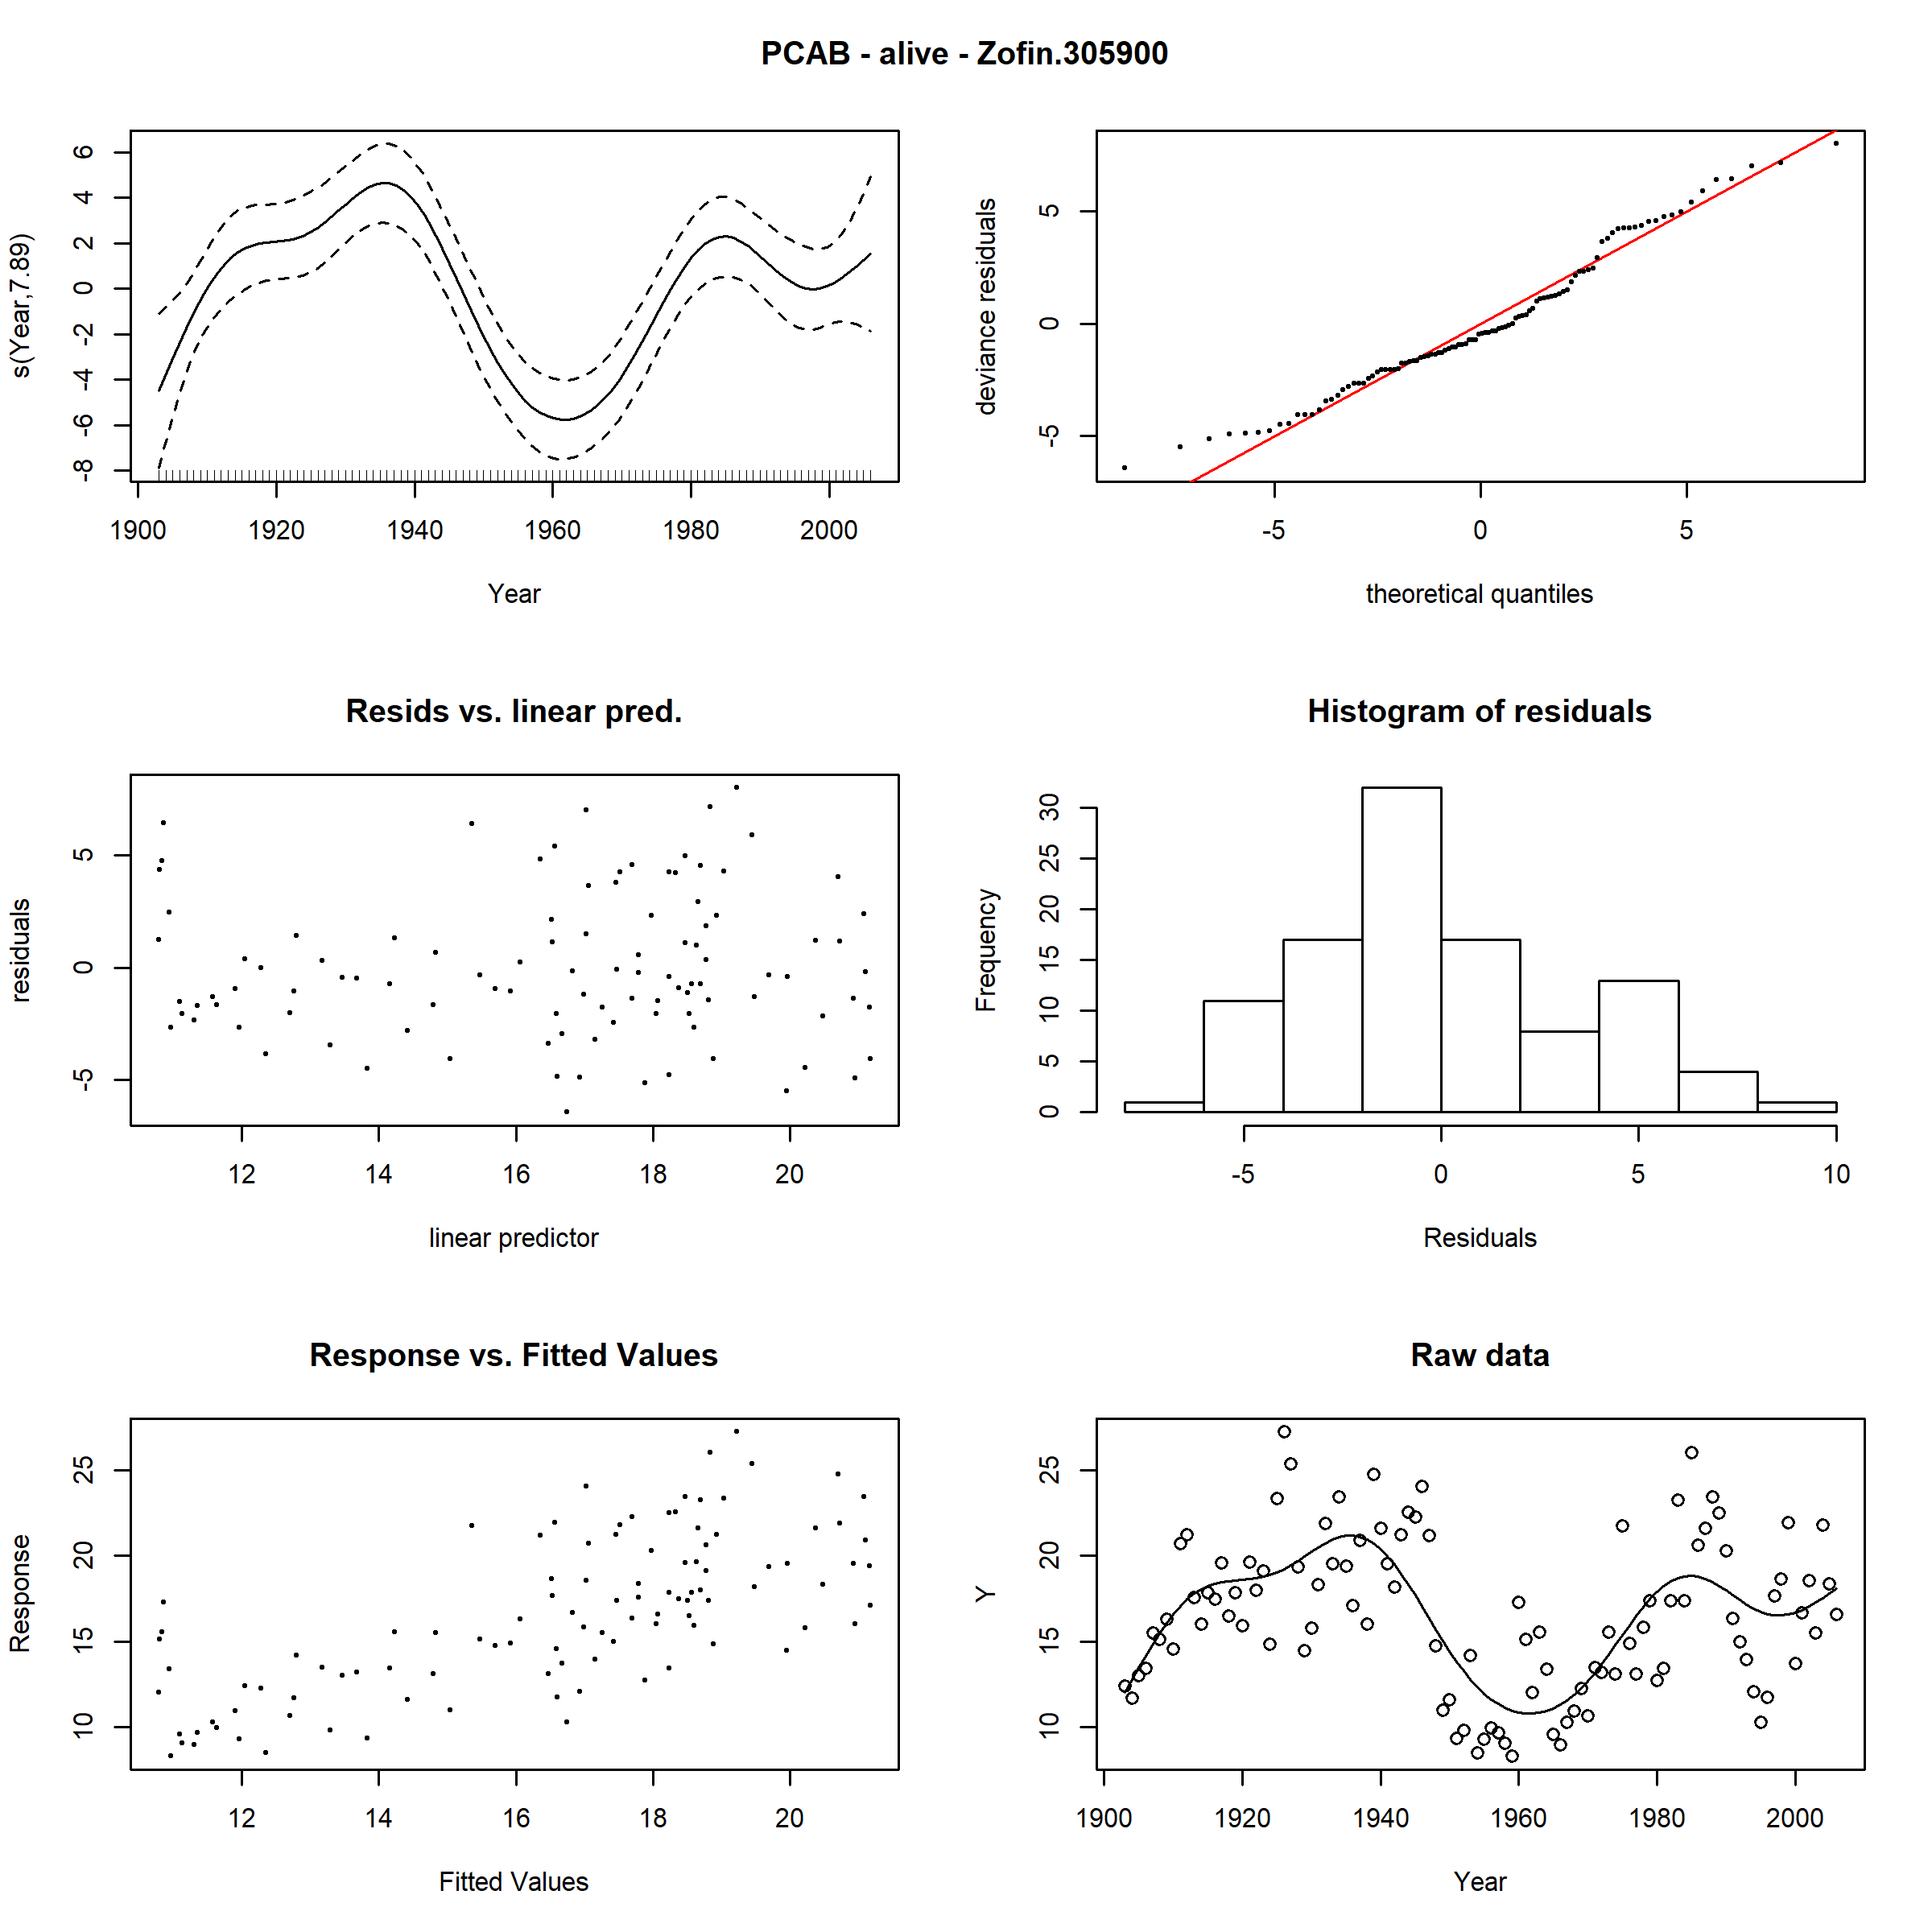 PCAB - alive - Zofin.305900
s(Year,7.89)
-8 -6 -4 -2 0 2 4 6
1900 1920 1940 1960 1980 2000
Year
deviance residuals
-5 0 5
-5 0 5
theoretical quantiles
Resids vs. linear pred.
residuals
-5 0 5
12 14 16 18 20
linear predictor
Histogram of residuals
Frequency
0 5 10 15 20 25 30
-5 0 5 10
Residuals
Response vs. Fitted Values
Response
10 15 20 25
12 14 16 18 20
Fitted Values
Raw data
Y
10 15 20 25
1900 1920 1940 1960 1980 2000
Year